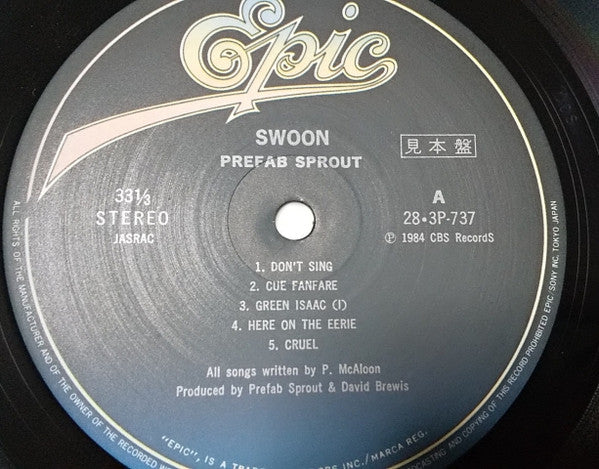 Epic
SWOON
PREFAB SPROUT
見本盤
33⅓
STEREO
JASRAC
A
28•3P-737
Ⓟ 1984 CBS RecordS
1. DON'T SING
2. CUE FANFARE
3. GREEN ISAAC (I)
4. HERE ON THE EERIE
5. CRUEL
All songs written by P. McAloon
Produced by Prefab Sprout & David Brewis
ALL RIGHTS OF THE MANUFACTURER AND OF THE OWNER OF THE RECORDED
COPYING OF THIS RECORD PROHIBITED EPIC/SONY INC. TOKYO JAPAN
"EPIC", IS A INC./MARCA REG.